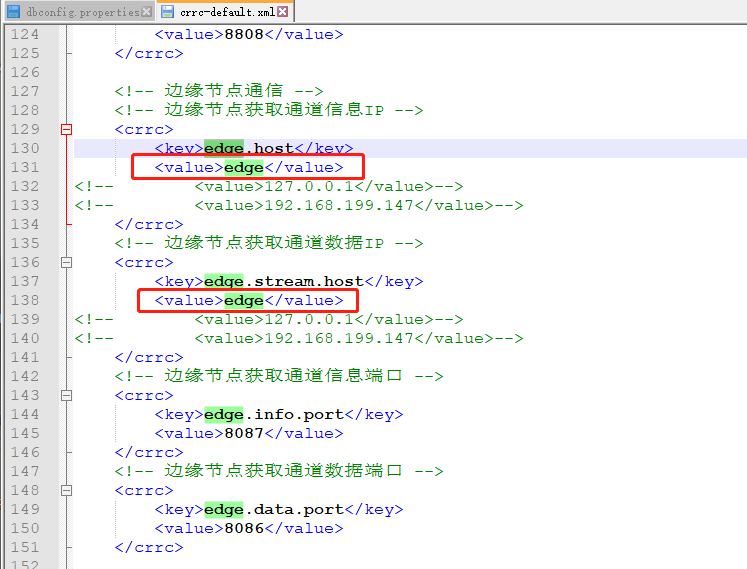 dbconfig.properties crrc-default.xml
124 <value>8808</value>
125 </crrc>
126
127 <!-- 边缘节点通信 -->
128 <!-- 边缘节点获取通道信息IP -->
129 <crrc>
130 <key>edge.host</key>
131 <value>edge</value>
132 <!-- <value>127.0.0.1</value>-->
133 <!-- <value>192.168.199.147</value>-->
134 </crrc>
135 <!-- 边缘节点获取通道数据IP -->
136 <crrc>
137 <key>edge.stream.host</key>
138 <value>edge</value>
139 <!-- <value>127.0.0.1</value>-->
140 <!-- <value>192.168.199.147</value>-->
141 </crrc>
142 <!-- 边缘节点获取通道信息端口 -->
143 <crrc>
144 <key>edge.info.port</key>
145 <value>8087</value>
146 </crrc>
147 <!-- 边缘节点获取通道数据端口 -->
148 <crrc>
149 <key>edge.data.port</key>
150 <value>8086</value>
151 </crrc>
152